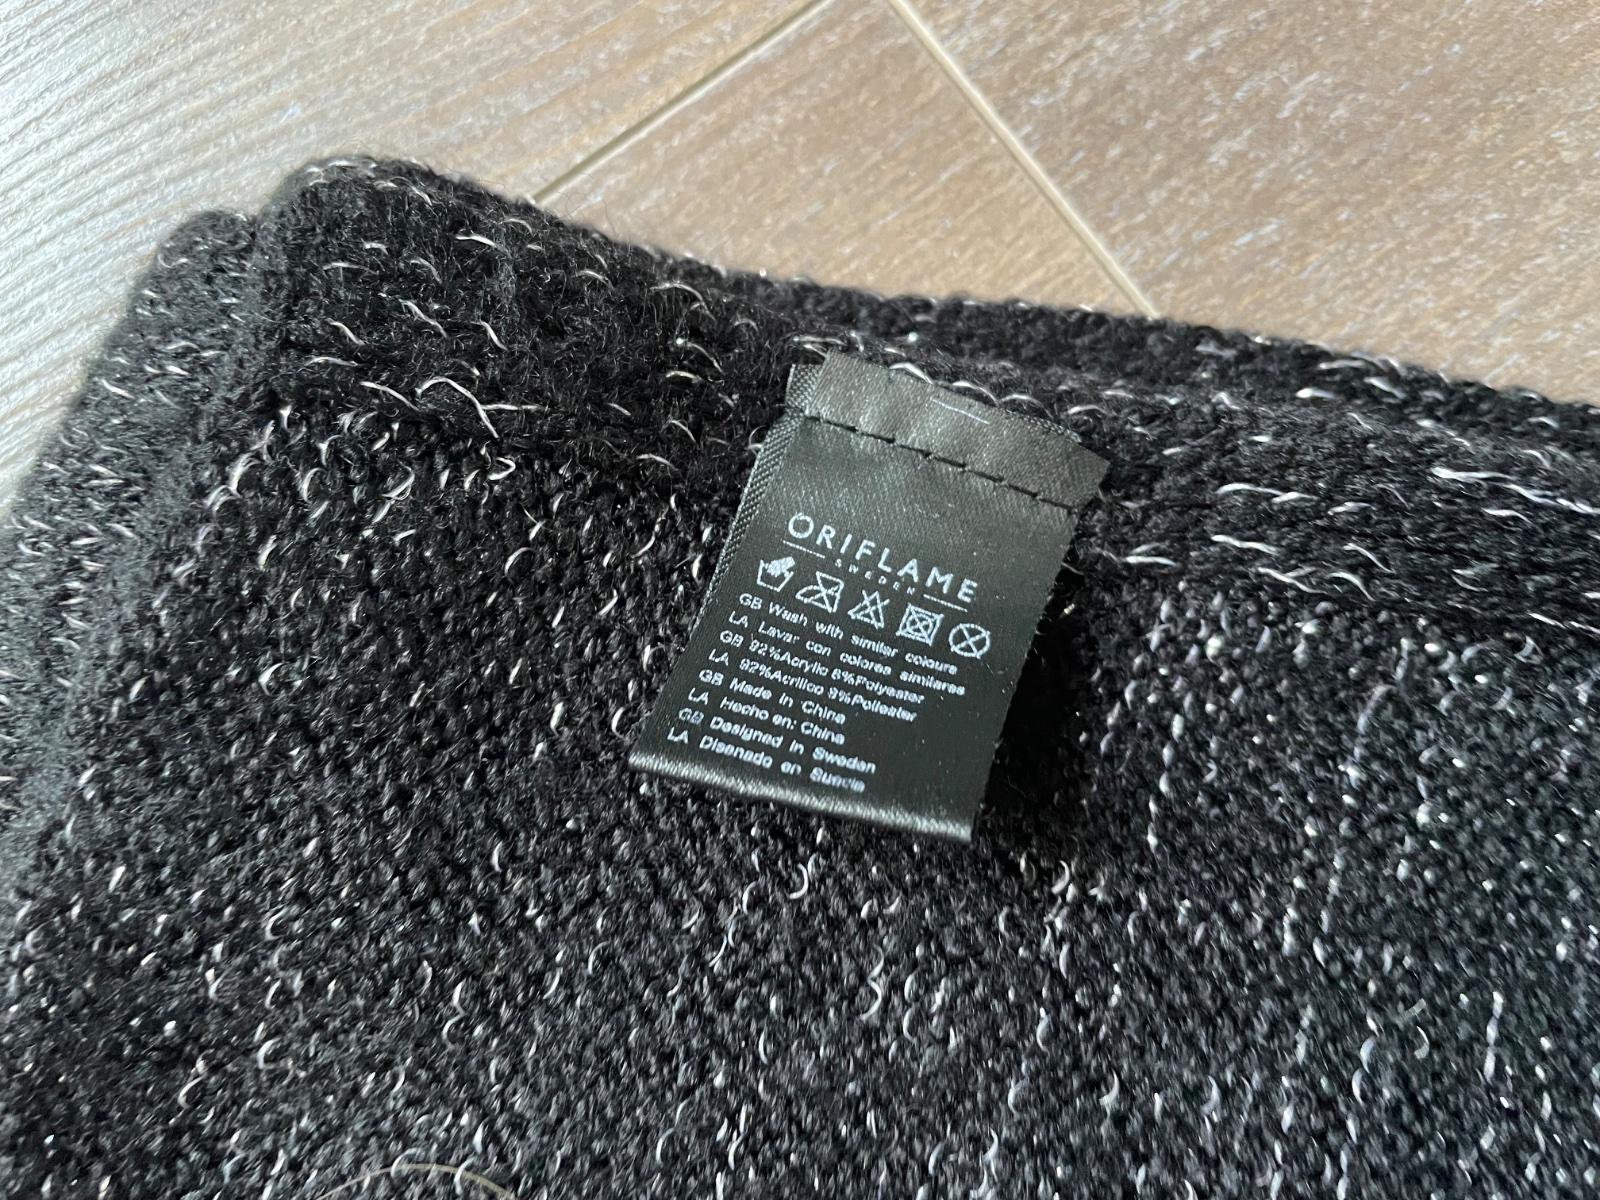 ORIFLAME
SWEDEN
GB Wash with similar colours
LA Lavar con colores similares
GB 92%Acrylic 8%Polyester
LA 92%Acrilico 8%Poliester
GB Made in China
LA Hecho en: China
GB Designed in Sweden
LA Disenado en Suecia